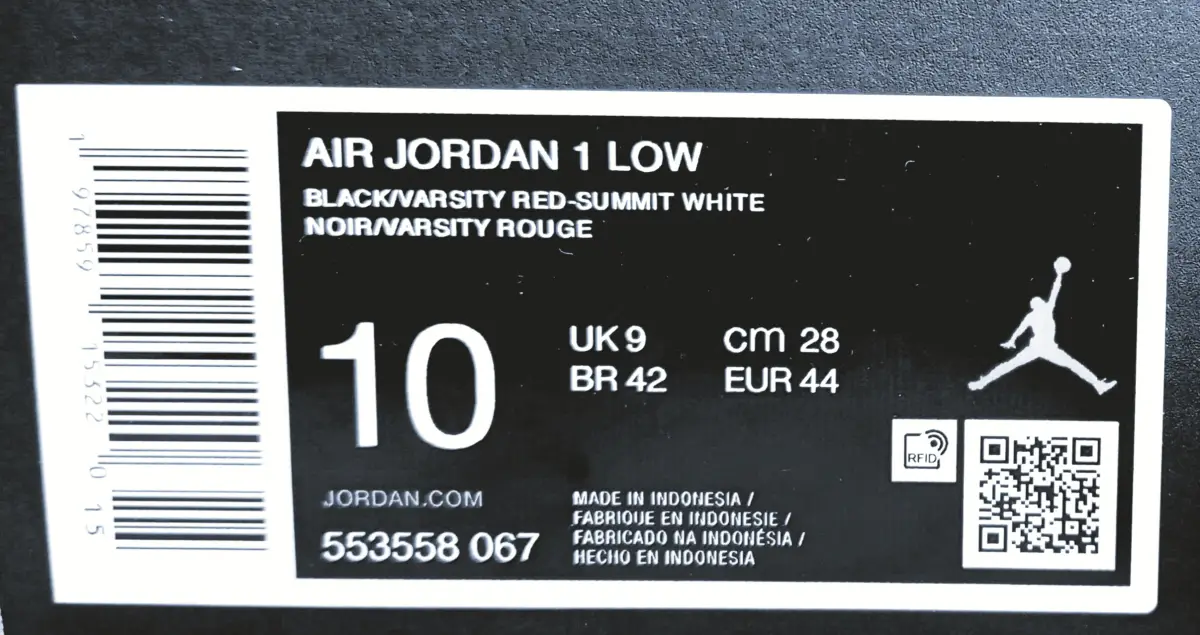 AIR JORDAN 1 LOW
BLACK/VARSITY RED-SUMMIT WHITE
NOIR/VARSITY ROUGE
10
UK 9
cm 28
BR 42
EUR 44
RFID
JORDAN.COM
553558 067
MADE IN INDONESIA /
FABRIQUE EN INDONESIE /
FABRICADO NA INDONÉSIA /
HECHO EN INDONESIA
1 97859 15322 0 15